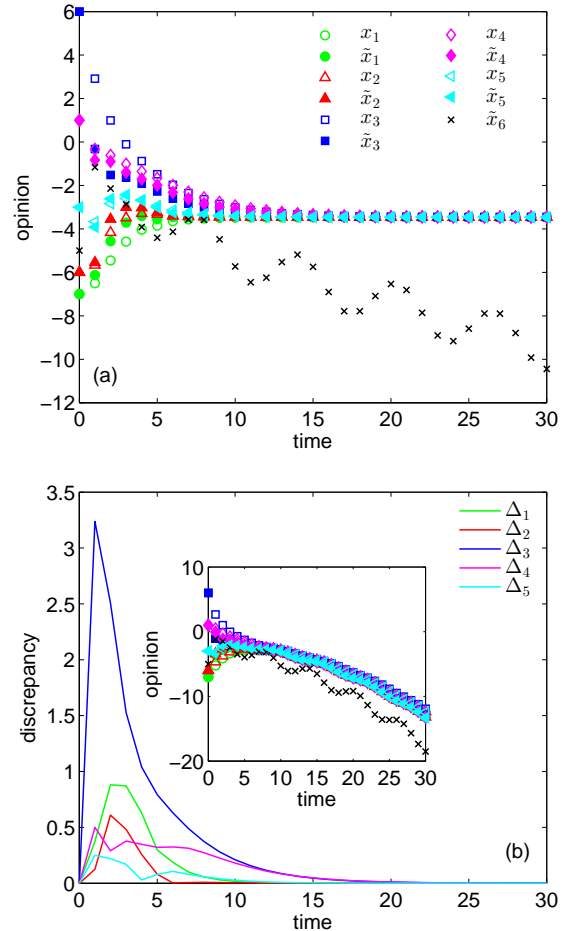 6
4
2
0
−2
−4
−6
−8
−10
−12
opinion
x₁
x̃₁
x₂
x̃₂
x₃
x̃₃
x₄
x̃₄
x₅
x̃₅
x̃₆
(a)
0 5 10 15 20 25 30
time
3.5
3
2.5
2
1.5
1
0.5
0
discrepancy
Δ₁
Δ₂
Δ₃
Δ₄
Δ₅
10
0
−10
−20
opinion
0 5 10 15 20 25 30
time
(b)
0 5 10 15 20 25 30
time